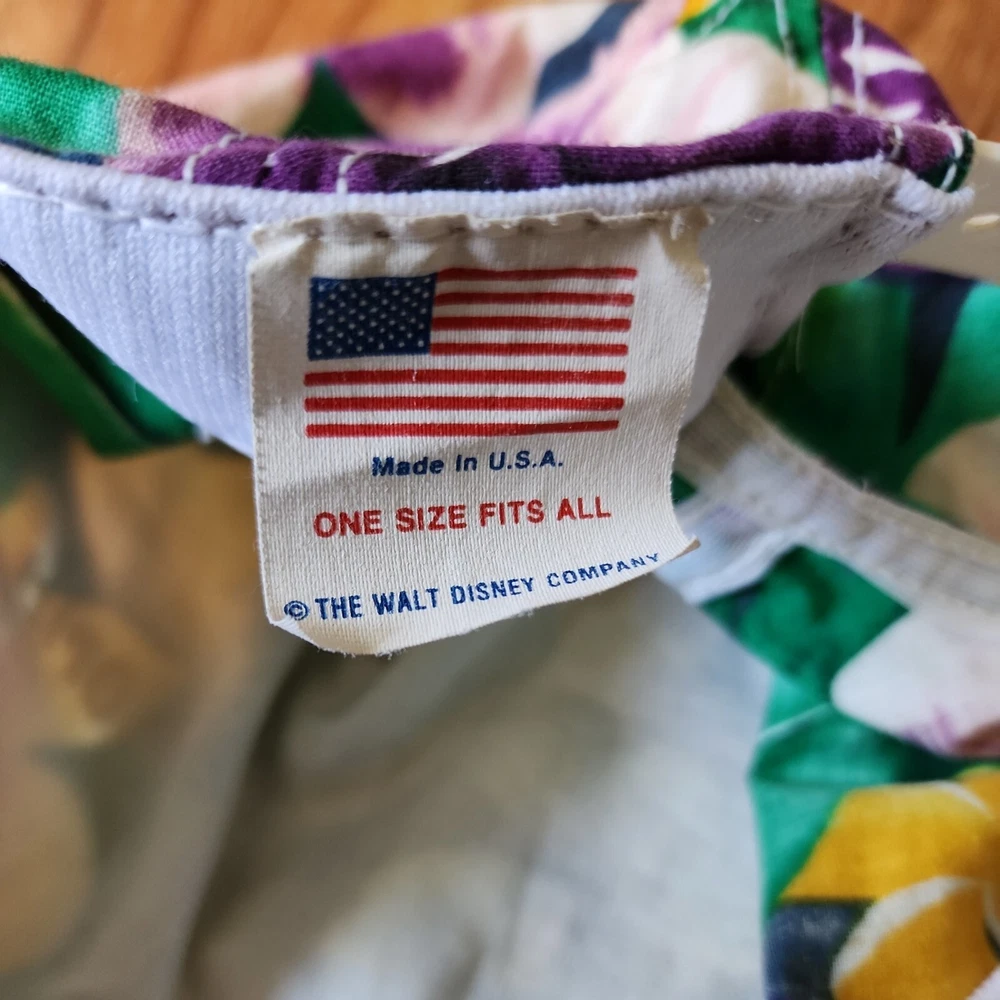 Made In U.S.A.
ONE SIZE FITS ALL
© THE WALT DISNEY COMPANY